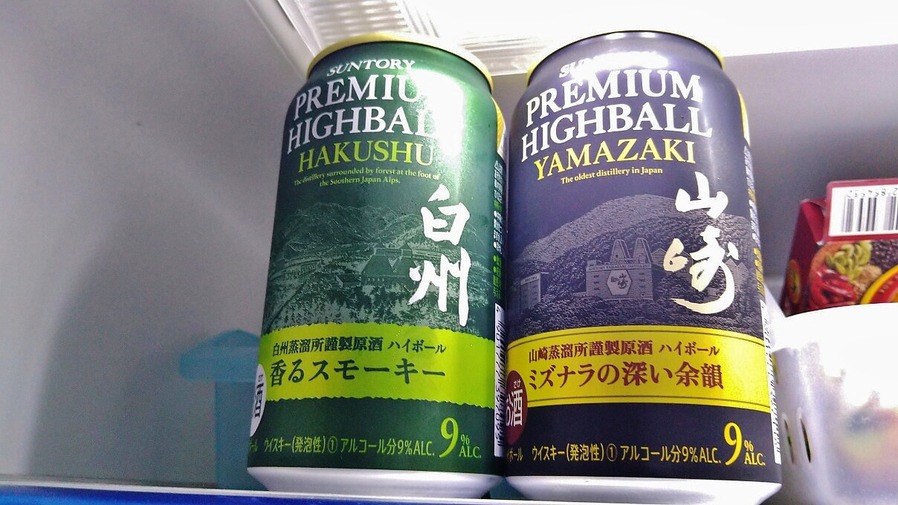 SUNTORY
PREMIUM
HIGHBALL
HAKUSHU
The distillery surrounded by forest at the foot of
the Southern Japan Alps.
白州
白州蒸溜所謹製原酒 ハイボール
香るスモーキー
ウイスキー(発泡性)① アルコール分9%ALC. 9% ALC.
SUNTORY
PREMIUM
HIGHBALL
YAMAZAKI
The oldest distillery in Japan
山崎
山崎蒸溜所謹製原酒 ハイボール
ミズナラの深い余韻
お酒
ウイスキー(発泡性)① アルコール分9%ALC. 9% ALC.